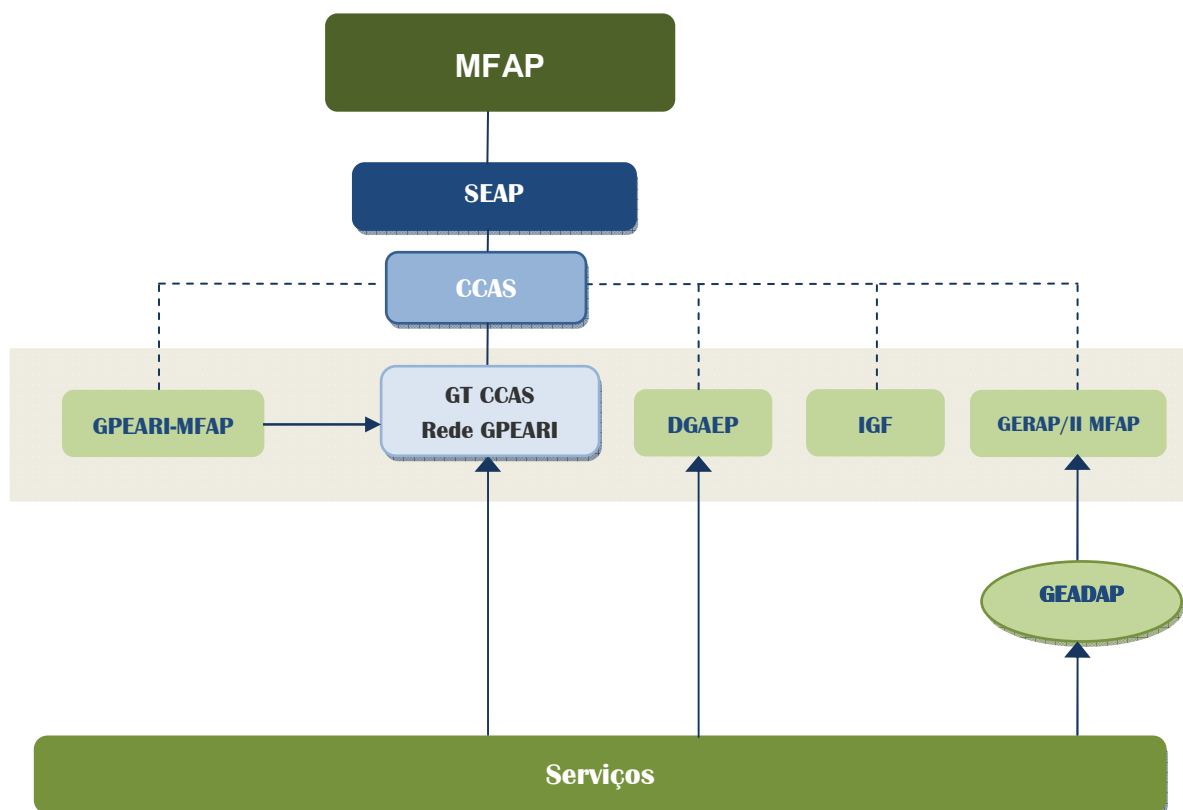 MFAP
SEAP
CCAS
GPEARI-MFAP
GT CCAS
Rede GPEARI
DGAEP
IGF
GERAP/II MFAP
GEADAP
Serviços